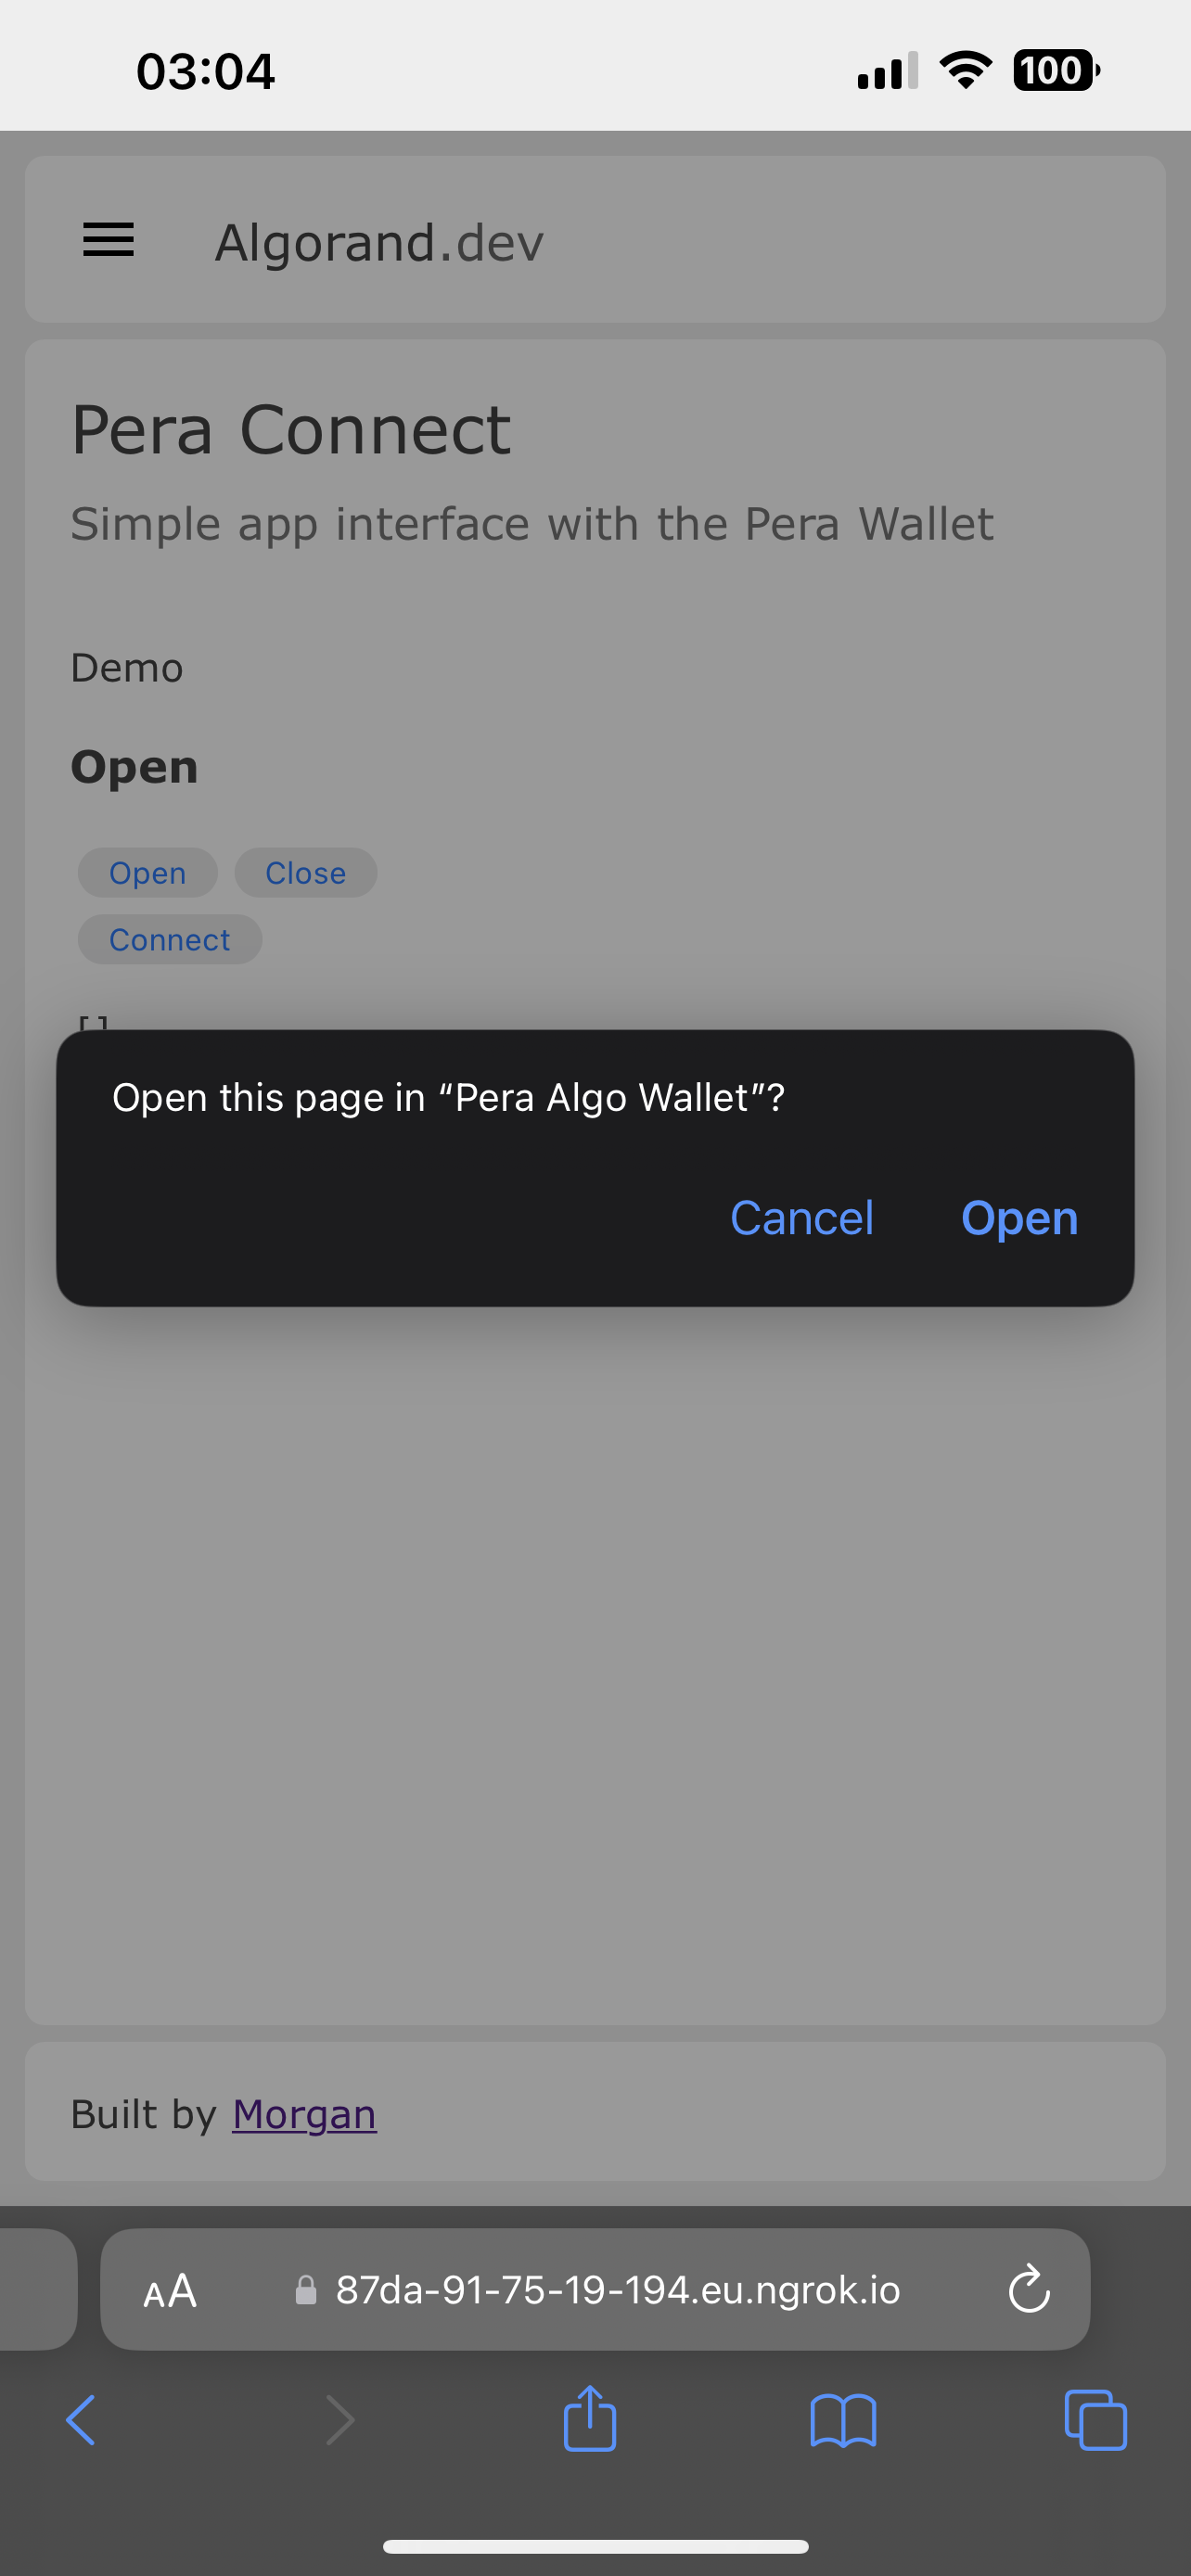 03:04 100
Algorand.dev
Pera Connect
Simple app interface with the Pera Wallet
Demo
Open
Open Close
Connect
[]
Open this page in “Pera Algo Wallet”?
Cancel Open
Built by Morgan
AA 87da-91-75-19-194.eu.ngrok.io